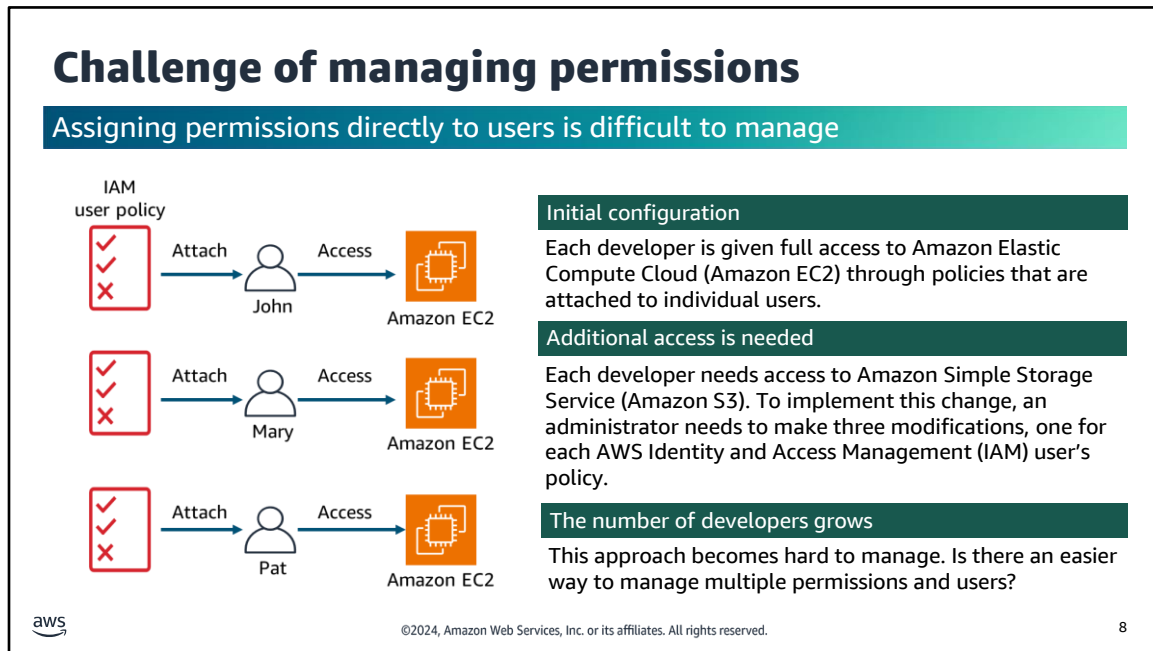 Challenge of managing permissions
Assigning permissions directly to users is difficult to manage
IAM
user policy
Attach
Access
John
Amazon EC2
Attach
Access
Mary
Amazon EC2
Attach
Access
Pat
Amazon EC2
Initial configuration
Each developer is given full access to Amazon Elastic
Compute Cloud (Amazon EC2) through policies that are
attached to individual users.
Additional access is needed
Each developer needs access to Amazon Simple Storage
Service (Amazon S3). To implement this change, an
administrator needs to make three modifications, one for
each AWS Identity and Access Management (IAM) user’s
policy.
The number of developers grows
This approach becomes hard to manage. Is there an easier
way to manage multiple permissions and users?
aws
©2024, Amazon Web Services, Inc. or its affiliates. All rights reserved.
8